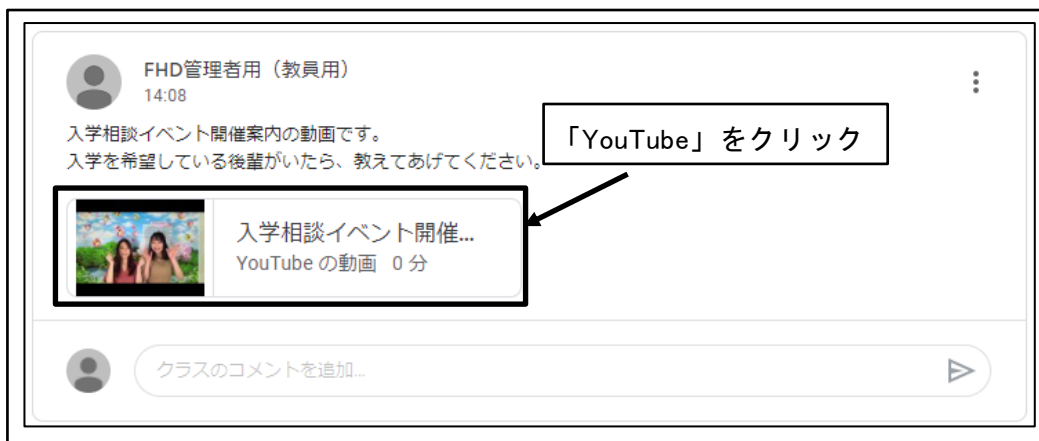 FHD管理者用（教員用）
14:08
入学相談イベント開催案内の動画です。
入学を希望している後輩がいたら、教えてあげてください。
「YouTube」をクリック
入学相談イベント開催...
YouTube の動画 0 分
クラスのコメントを追加...